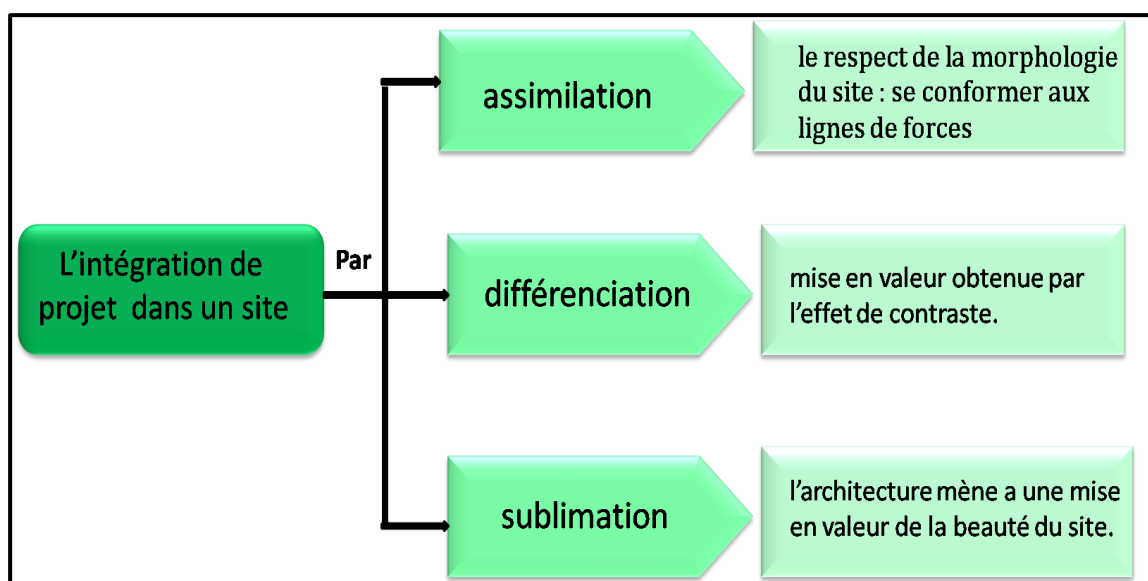 L'intégration de
projet dans un site
Par
assimilation
le respect de la morphologie
du site : se conformer aux
lignes de forces
différenciation
mise en valeur obtenue par
l'effet de contraste.
sublimation
l'architecture mène a une mise
en valeur de la beauté du site.